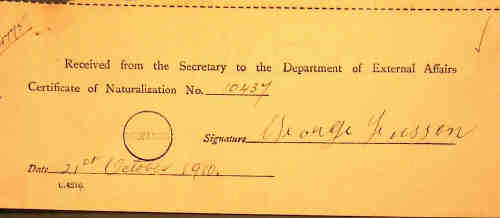 Received from the Secretary to the Department of External Affairs
Certificate of Naturalization No. 10437
Signature George
Date 21st October 1910.
C.4516.